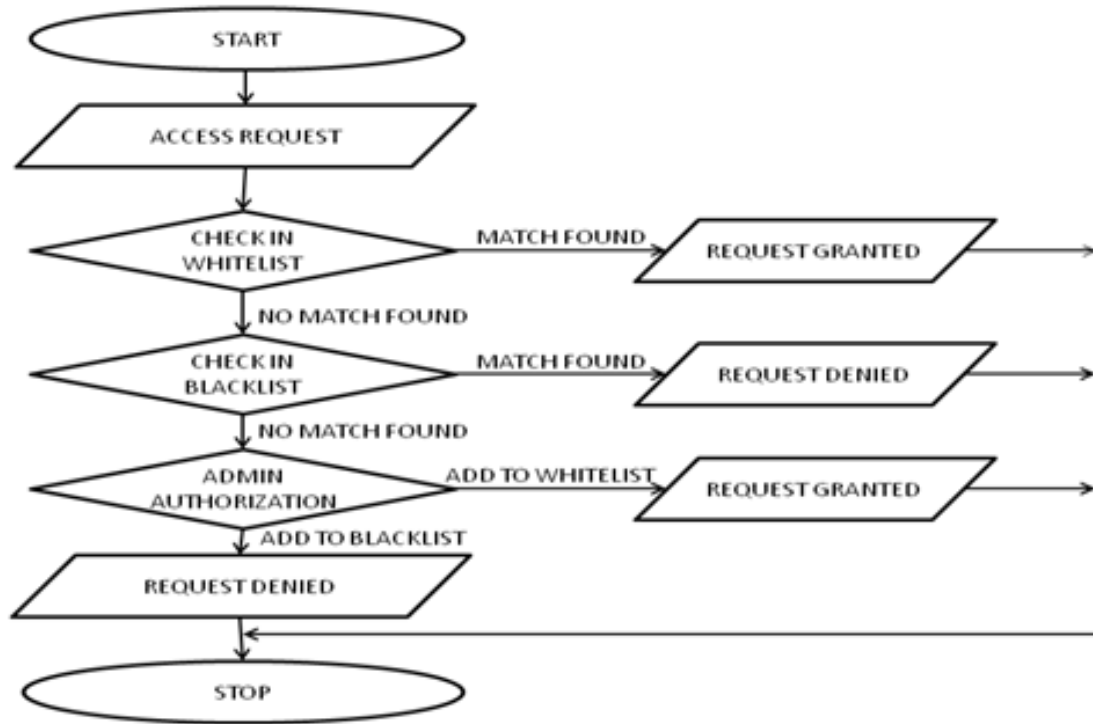 START
ACCESS REQUEST
CHECK IN
WHITELIST
MATCH FOUND
REQUEST GRANTED
NO MATCH FOUND
CHECK IN
BLACKLIST
MATCH FOUND
REQUEST DENIED
NO MATCH FOUND
ADMIN
AUTHORIZATION
ADD TO WHITELIST
REQUEST GRANTED
ADD TO BLACKLIST
REQUEST DENIED
STOP